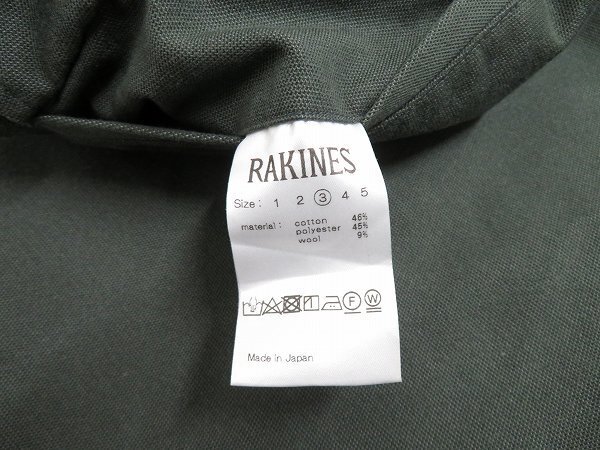 RAKINES
Size: 1 2 3 4 5
material: cotton 46%
polyester 45%
wool 9%
F W
Made in Japan